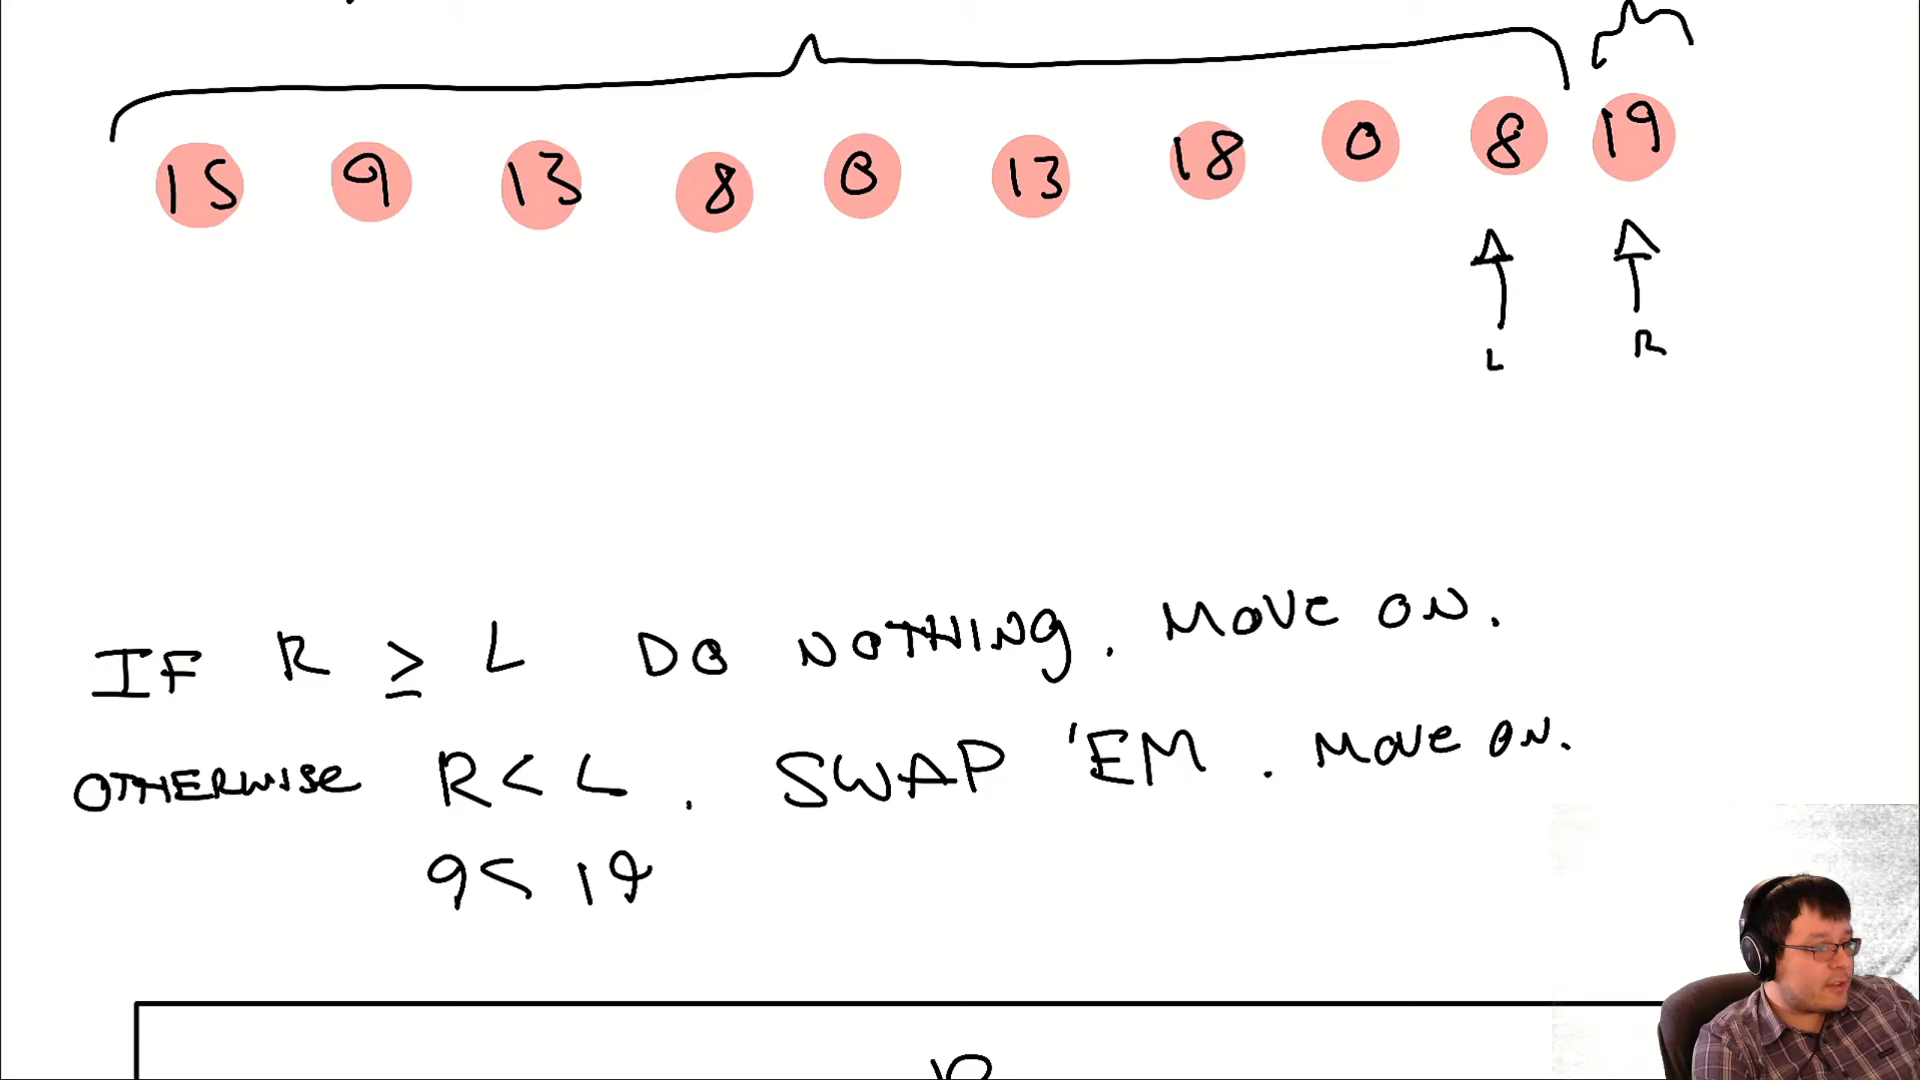 15 9 13 8 0 13 18 0 8 19
L R
IF R ≥ L DO NOTHING. MOVE ON.
OTHERWISE R < L. SWAP 'EM. MOVE ON.
9 < 19